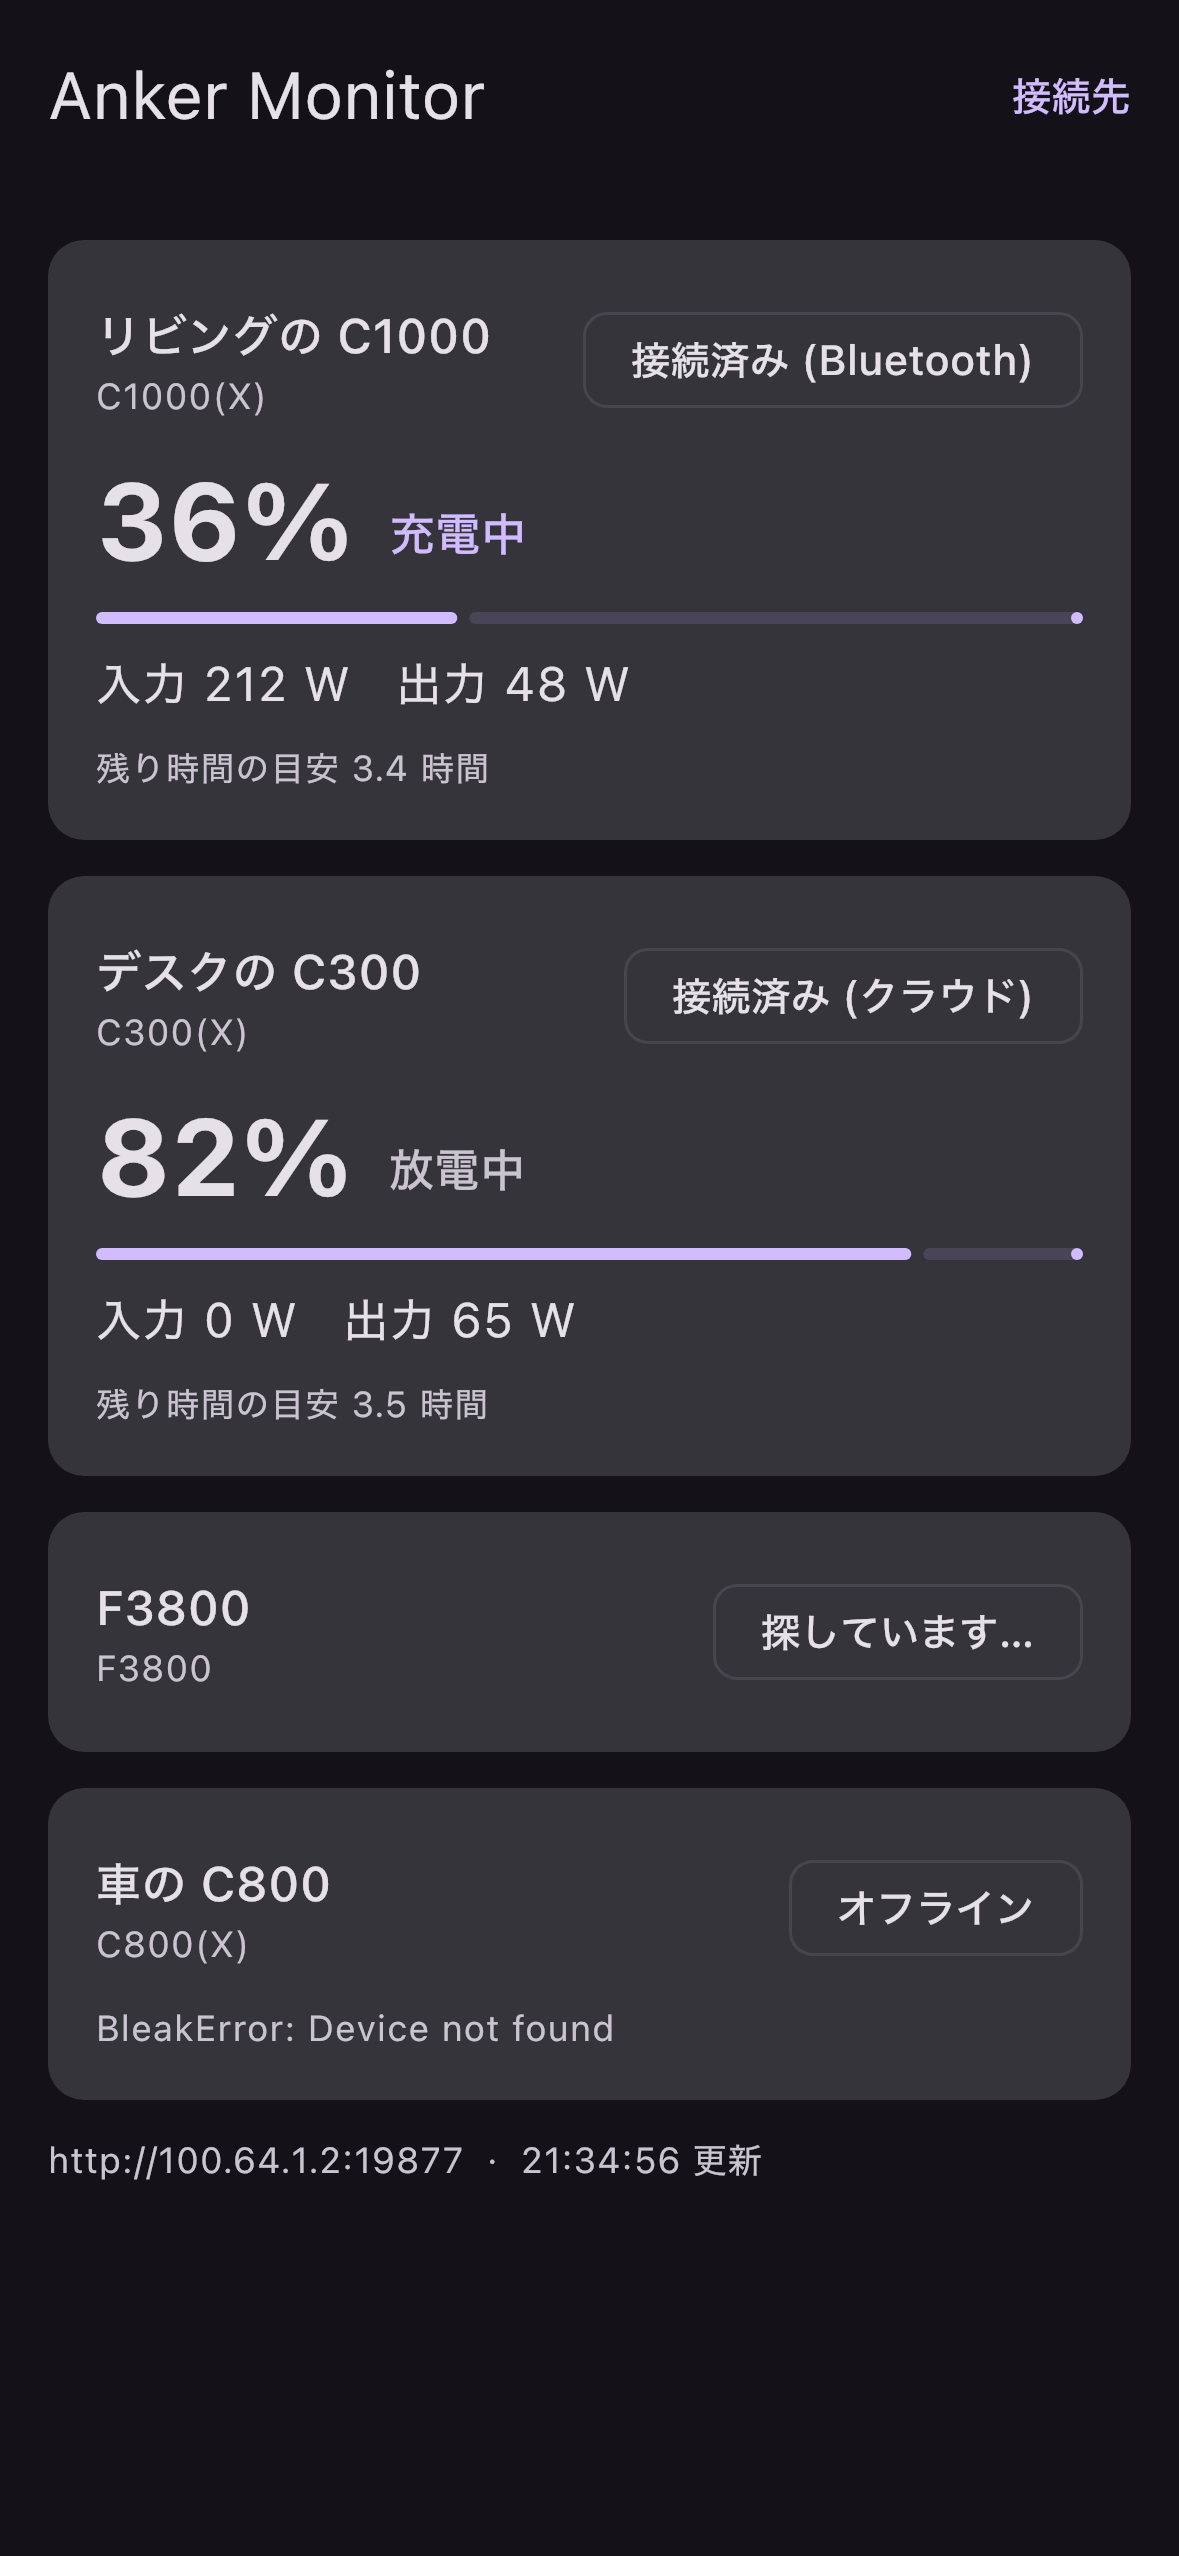 Anker Monitor
接続先
リビングの C1000
C1000(X)
接続済み (Bluetooth)
36%
充電中
入力 212 W 出力 48 W
残り時間の目安 3.4 時間
デスクの C300
C300(X)
接続済み (クラウド)
82%
放電中
入力 0 W 出力 65 W
残り時間の目安 3.5 時間
F3800
F3800
探しています...
車の C800
C800(X)
オフライン
BleakError: Device not found
http://100.64.1.2:19877 · 21:34:56 更新